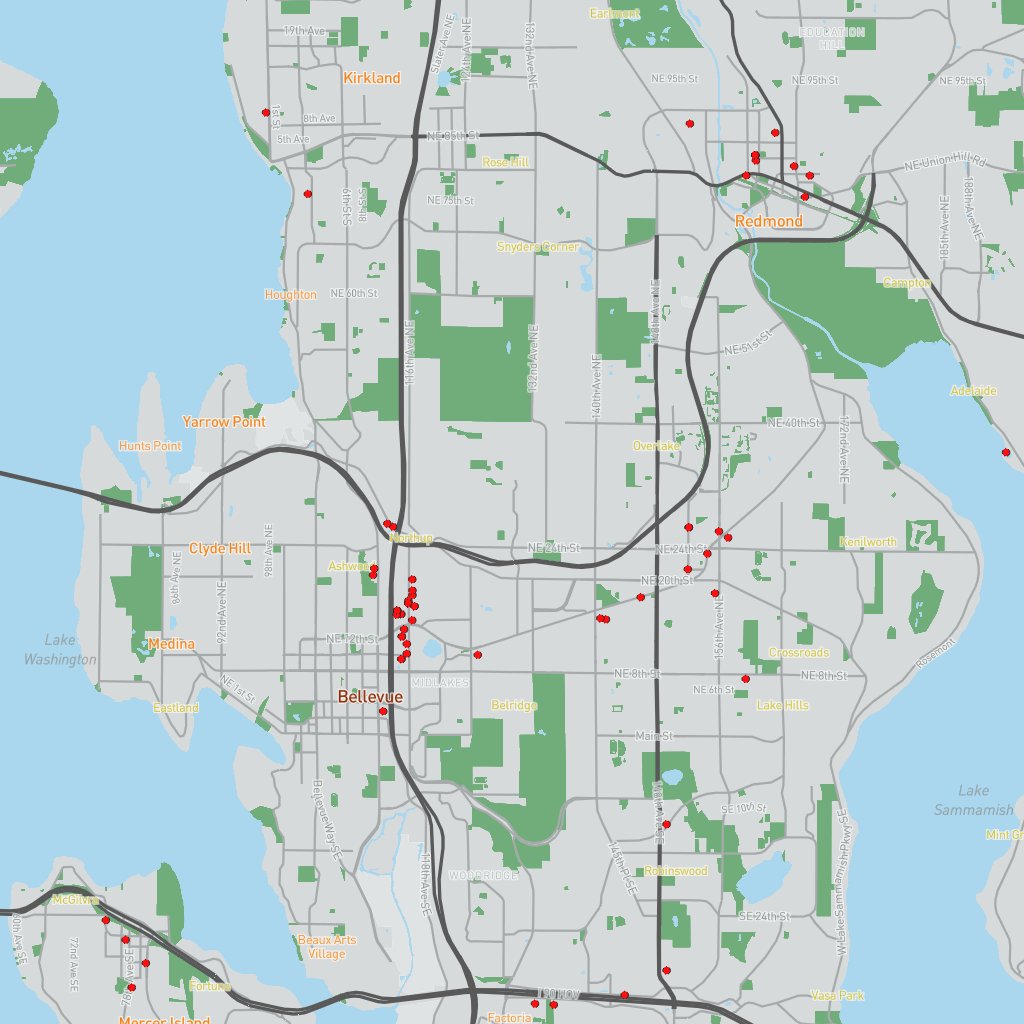 Earlmont
19th Ave
Slater Ave NE
124th Ave NE
132nd Ave NE
EDUCATION
HILL
Kirkland
NE 95th St
NE 95th St
NE 95th St
1st St
8th Ave
5th Ave
NE 85th St
Rose Hill
NE Union Hill Rd
6th St S
8th St S
NE 75th St
188th Ave NE
185th Ave NE
Redmond
Snyders Corner
Houghton
NE 60th St
Campton
148th Ave NE
116th Ave NE
132nd Ave NE
140th Ave NE
NE 51st St
Adelaide
Yarrow Point
Hunts Point
NE 40th St
172nd Ave NE
Overlake
Northup
Kenilworth
Clyde Hill
98th Ave NE
NE 24th St
NE 24th St
Ashwood
86th Ave NE
92nd Ave NE
NE 20th St
156th Ave NE
Lake
Washington
Medina
NE 12th St
Crossroads
Rosemont
NE 8th St
NE 8th St
NE 1st St
MIDLAKES
NE 6th St
Bellevue
Eastland
Belridge
Lake Hills
Main St
Lake
Sammamish
Bellevue Way SE
SE 10th St
W Lake Sammamish Pkwy SE
118th Ave SE
145th Pl SE
WOODRIDGE
Robinswood
McGilvra
SE 24th St
72nd Ave SE
78th Ave SE
Beaux Arts
Village
Fortuna
I 90 HOV
Vasa Park
Factoria
Mercer Island